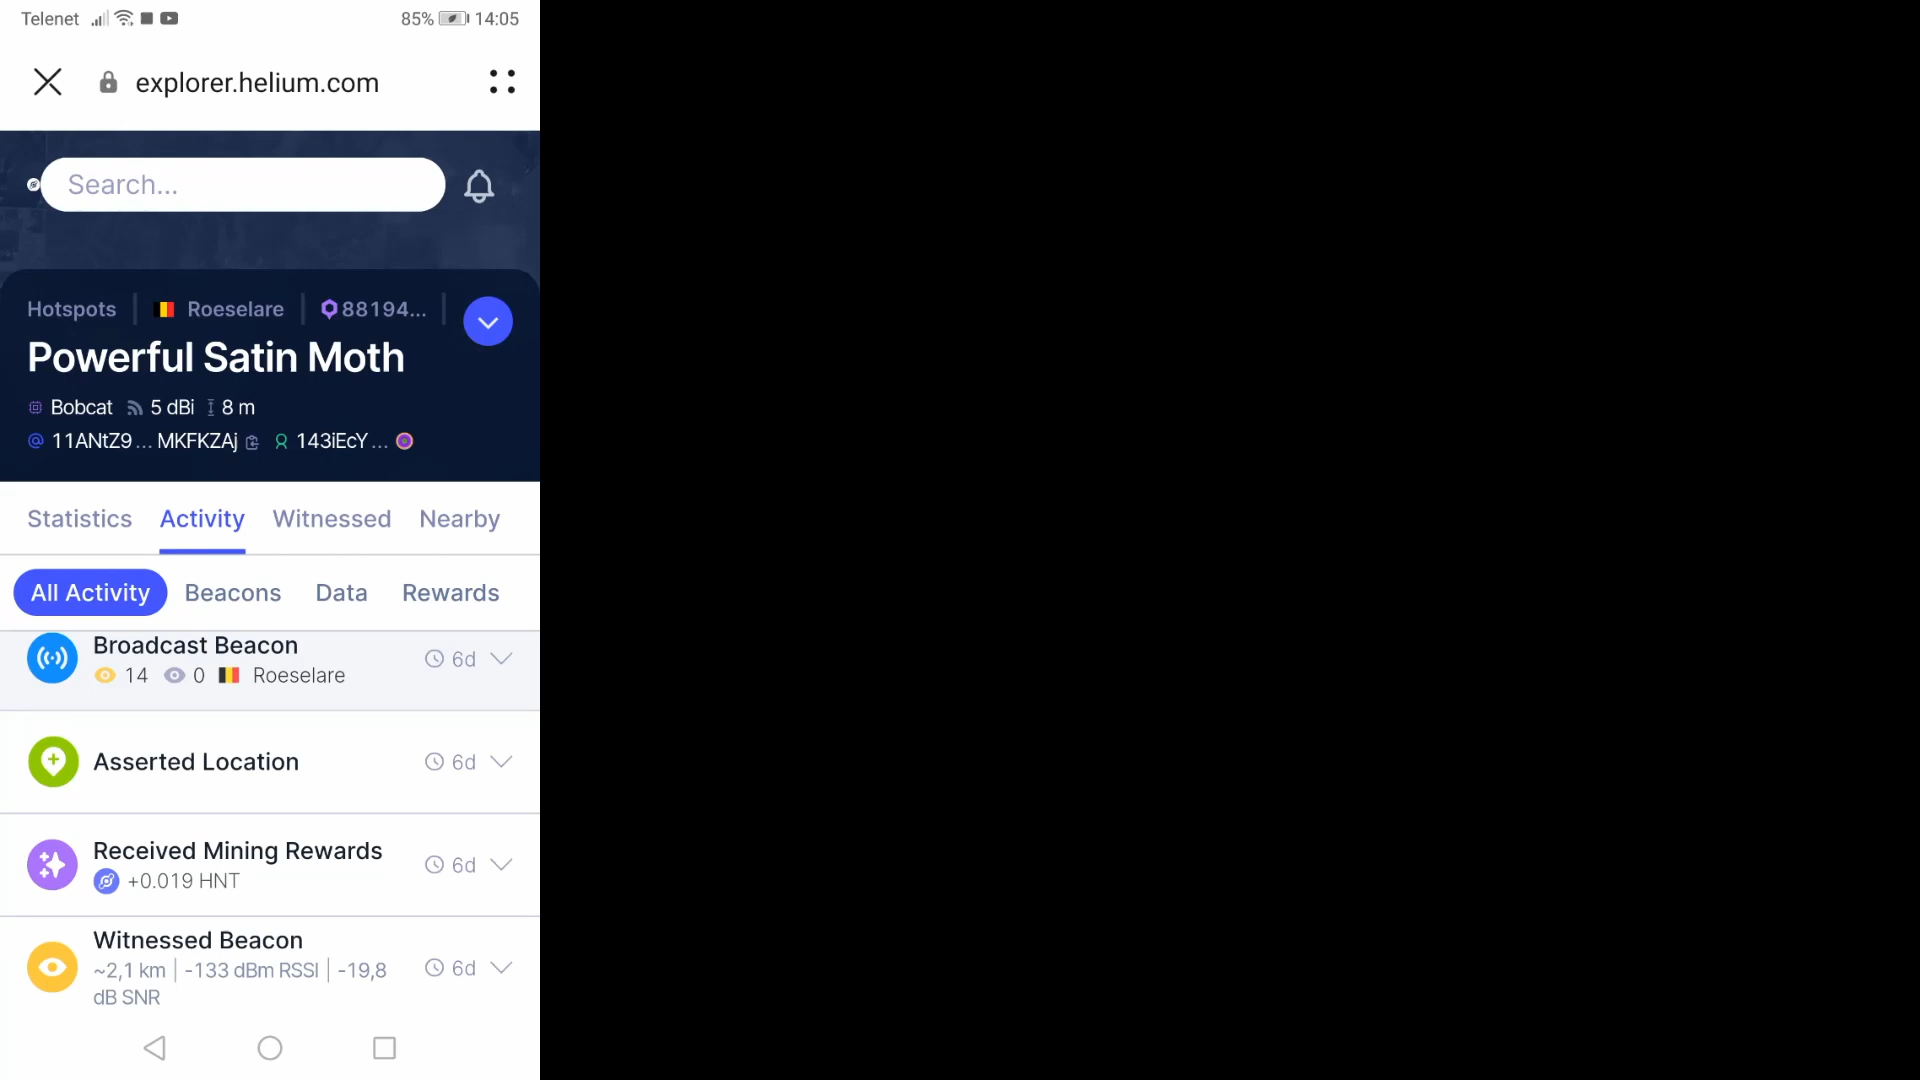 Telenet 85% 14:05
explorer.helium.com
Search...
Hotspots Roeselare 88194...
Powerful Satin Moth
Bobcat 5 dBi 8 m
11ANtZ9... MKFKZAj 143iEcY...
Statistics Activity Witnessed Nearby
All Activity Beacons Data Rewards
Broadcast Beacon
14 0 Roeselare
6d
Asserted Location 6d
Received Mining Rewards
+0.019 HNT
6d
Witnessed Beacon
~2,1 km | -133 dBm RSSI | -19,8
dB SNR
6d